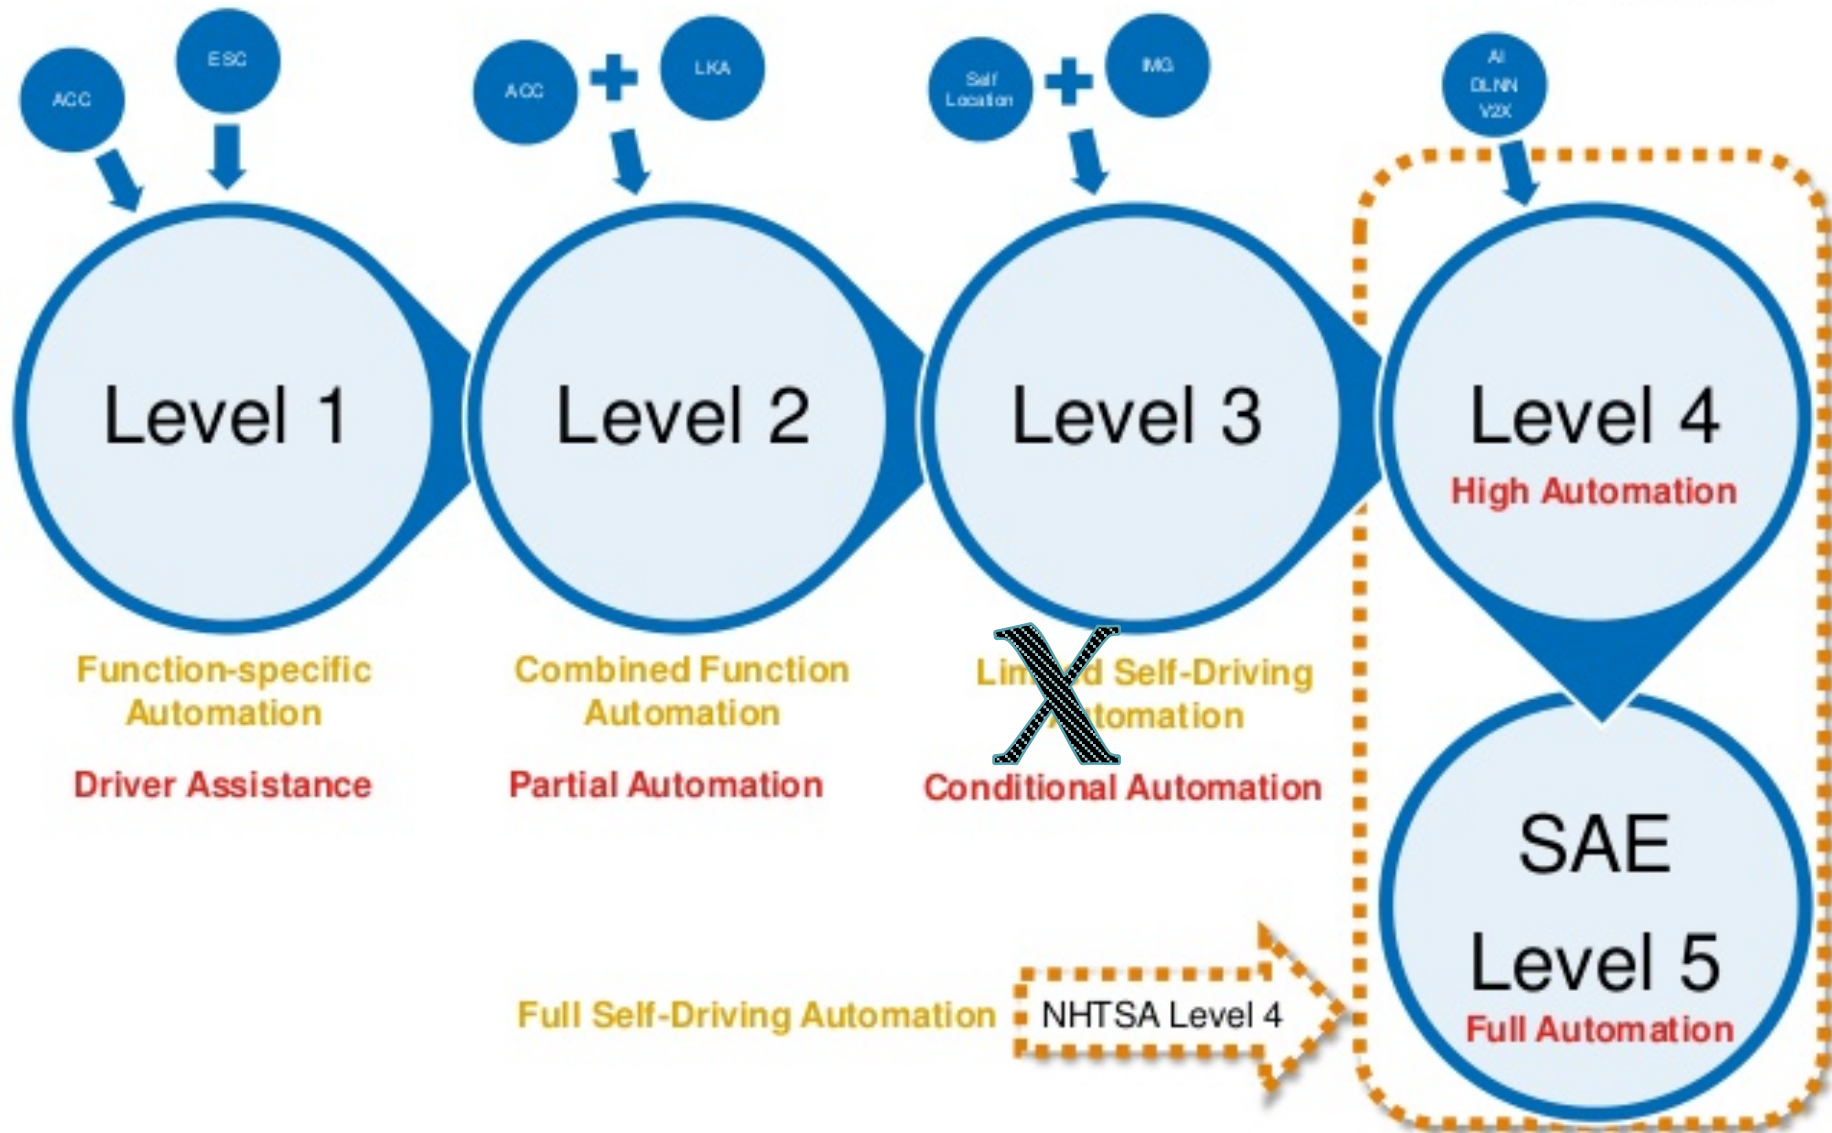 ACC
ESC
ACC
LKA
Self
Location
IMG
AI
DLNN
V2X
Level 1
Level 2
Level 3
Level 4
High Automation
Function-specific
Automation
Driver Assistance
Combined Function
Automation
Partial Automation
X
Self-Driving
Conditional Automation
SAE
Level 5
Full Automation
Full Self-Driving Automation
NHTSA Level 4